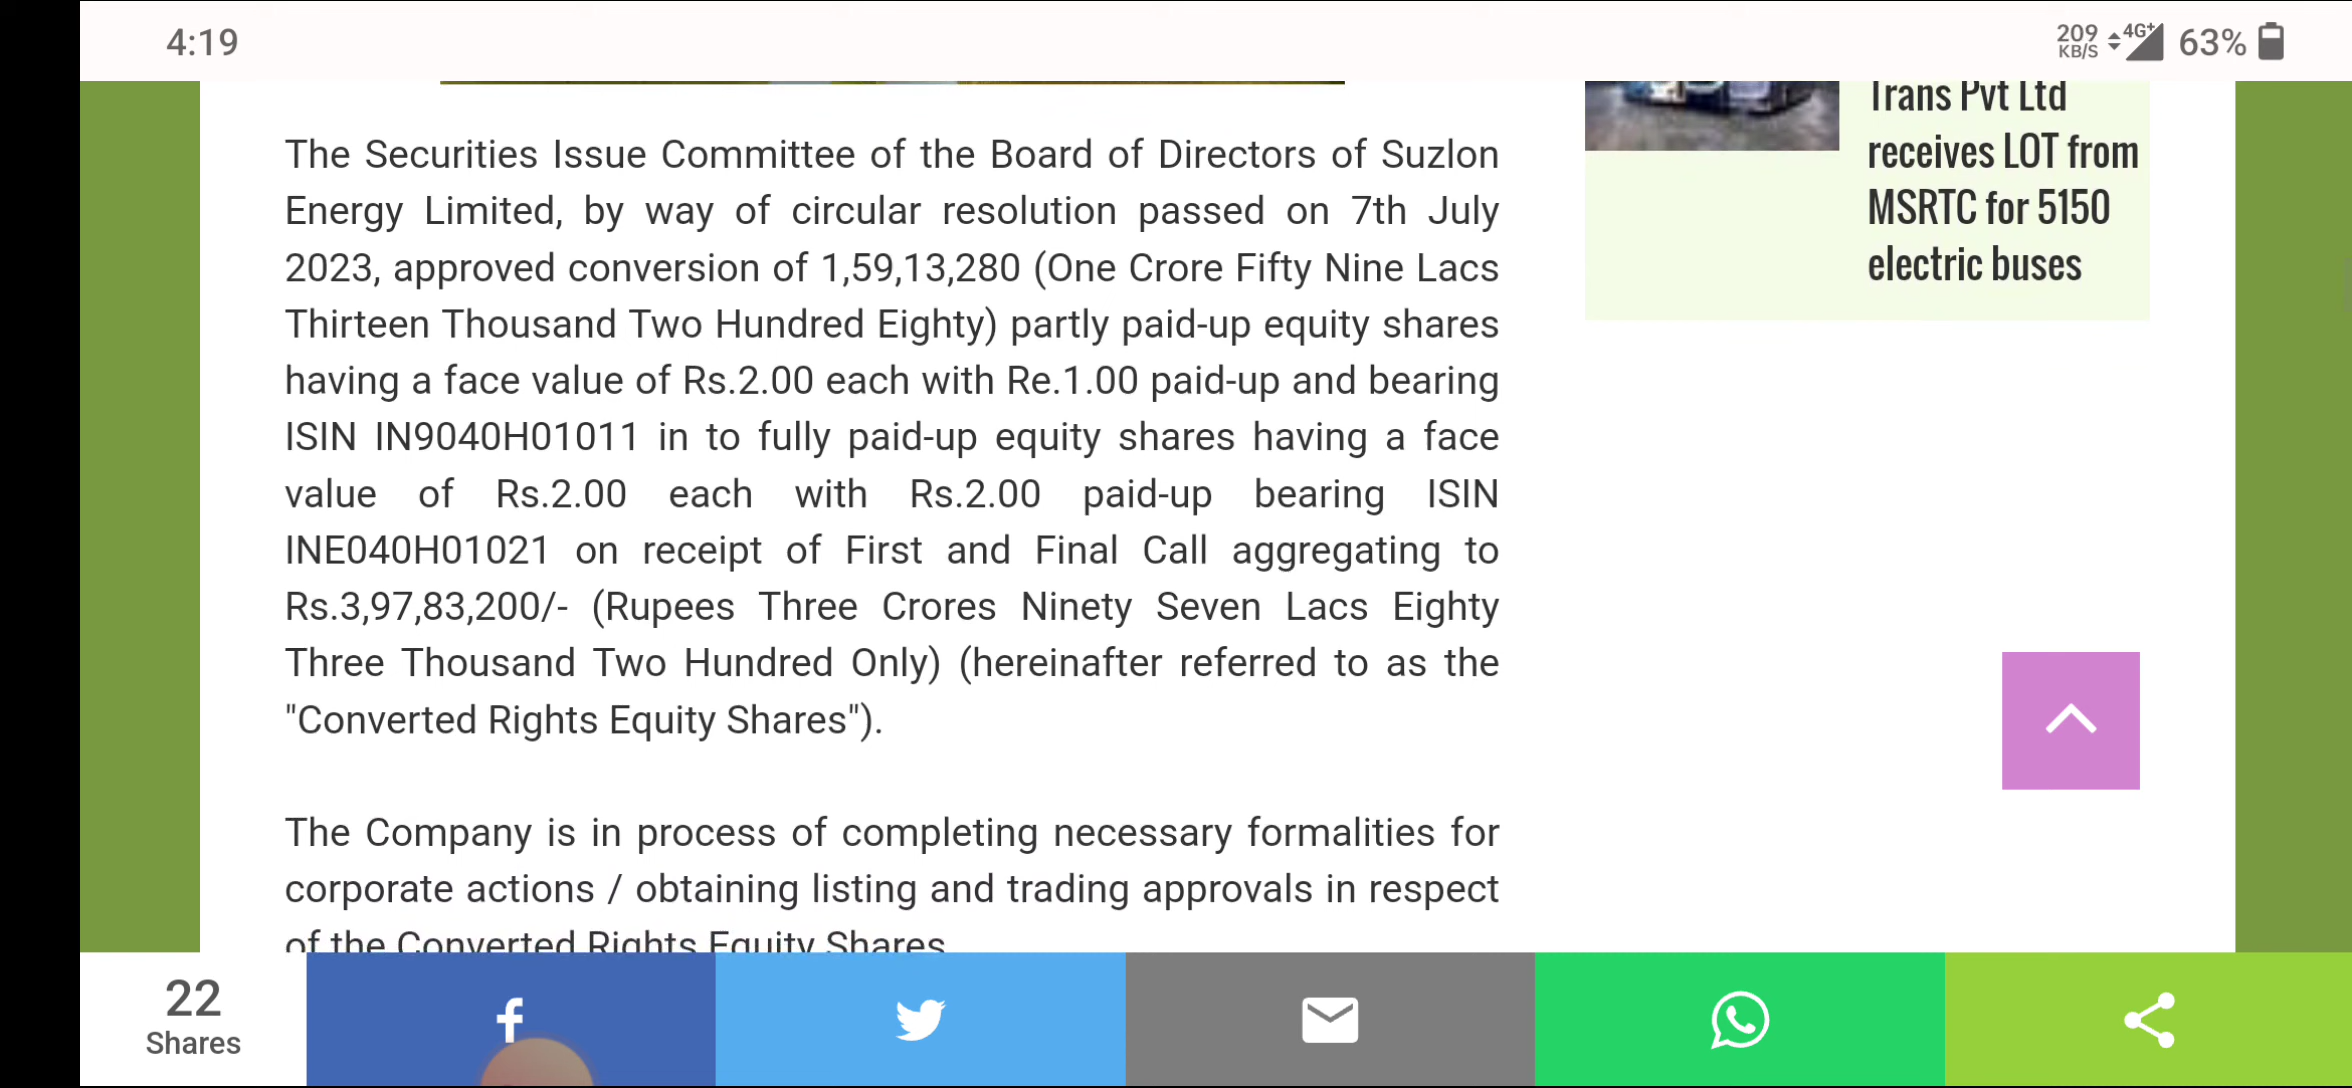 4:19
209
KB/S
4G+
63%
The Securities Issue Committee of the Board of Directors of Suzlon
Energy Limited, by way of circular resolution passed on 7th July
2023, approved conversion of 1,59,13,280 (One Crore Fifty Nine Lacs
Thirteen Thousand Two Hundred Eighty) partly paid-up equity shares
having a face value of Rs.2.00 each with Re.1.00 paid-up and bearing
ISIN IN9040H01011 in to fully paid-up equity shares having a face
value of Rs.2.00 each with Rs.2.00 paid-up bearing ISIN
INE040H01021 on receipt of First and Final Call aggregating to
Rs.3,97,83,200/- (Rupees Three Crores Ninety Seven Lacs Eighty
Three Thousand Two Hundred Only) (hereinafter referred to as the
"Converted Rights Equity Shares").
The Company is in process of completing necessary formalities for
corporate actions / obtaining listing and trading approvals in respect
of the Converted Rights Equity Shares
Trans Pvt Ltd
receives LOT from
MSRTC for 5150
electric buses
22
Shares